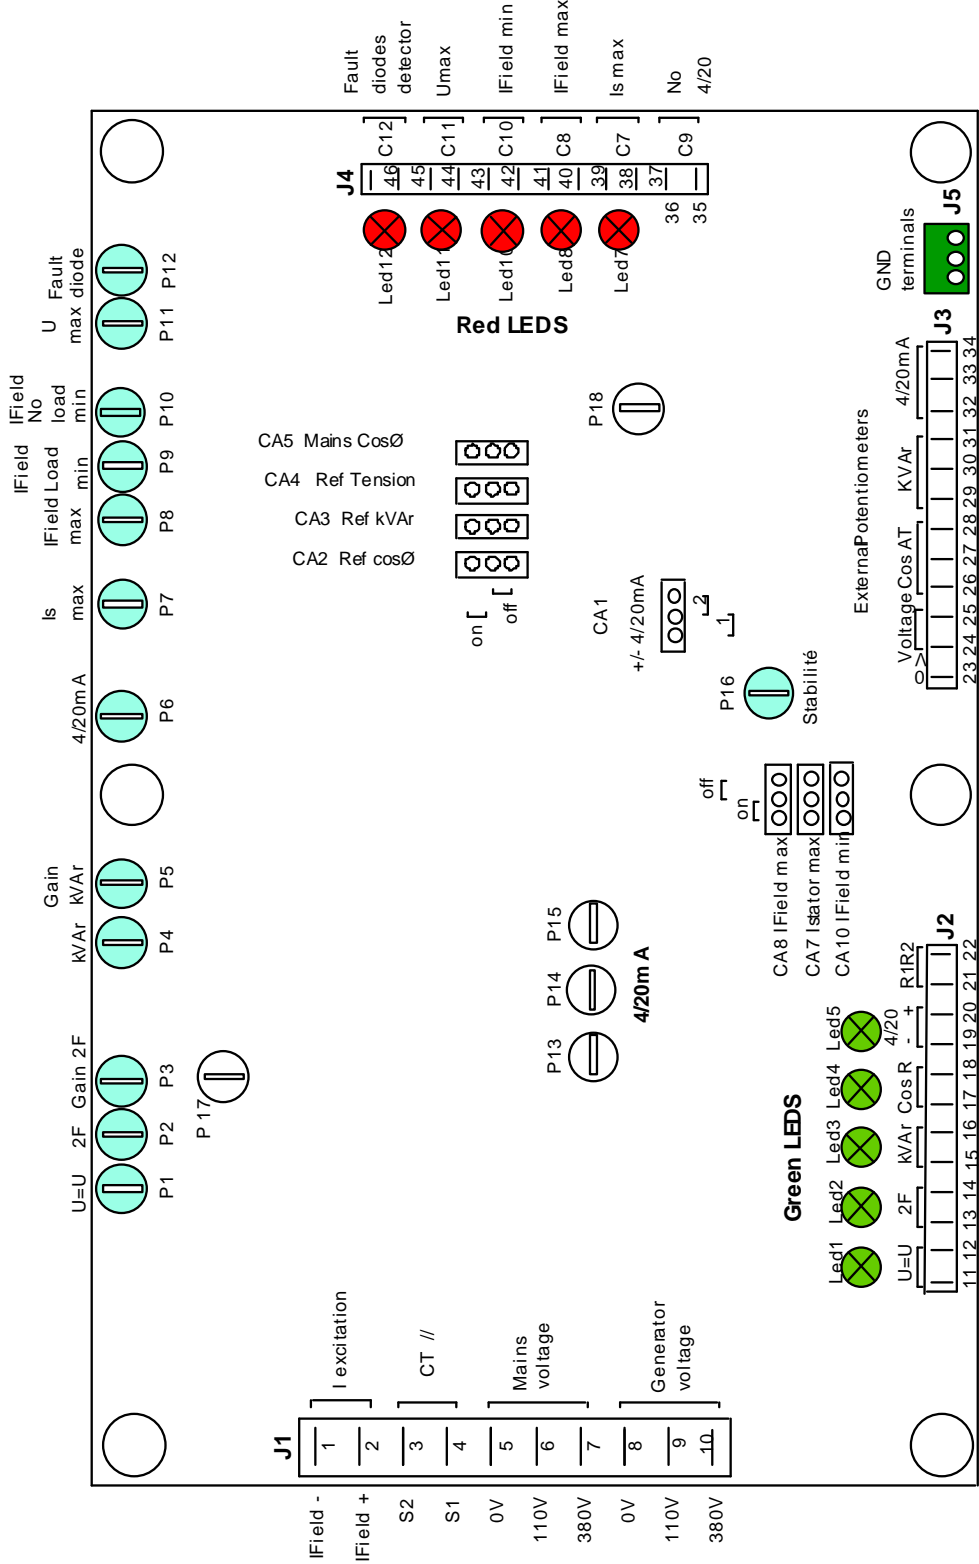 Fault
diodes
detector
Umax
IField min
IField max
Is max
No
4/20
C12
C11
C10
C8
C7
C9
J4
46
45
44
43
42
41
40
39
38
37
36
35
Led12
Led11
Led10
Led8
Led7
Red LEDS
GND
terminals
J5
Fault
diode
P12
U
max
P11
IField
No
load
min
P10
IField
Load
min
P9
IField
max
P8
Is
max
P7
4/20mA
P6
Gain
kVAr
P5
kVAr
P4
Gain 2F
P3
2F
P2
U=U
P1
P 17
CA5 Mains CosØ
CA4 Ref Tension
CA3 Ref kVAr
CA2 Ref cosØ
on
off
P18
CA1
+/- 4/20mA
2
1
P16
Stabilité
External Potentiometers
J3
4/20mA
KVAr
Cos AT
Voltage
0V
34
33
32
31
30
29
28
27
26
25
24
23
off
on
CA8 IField max
CA7 Istator max
CA10 IField min
P15
P14
P13
4/20m A
Green LEDS
Led5
Led4
Led3
Led2
Led1
J2
R1R2
4/20
- +
Cos R
kVAr
2F
U=U
22
21
20
19
18
17
16
15
14
13
12
11
J1
I excitation
CT //
Mains
voltage
Generator
voltage
1
2
3
4
5
6
7
8
9
10
IField -
IField +
S2
S1
0V
110V
380V
0V
110V
380V